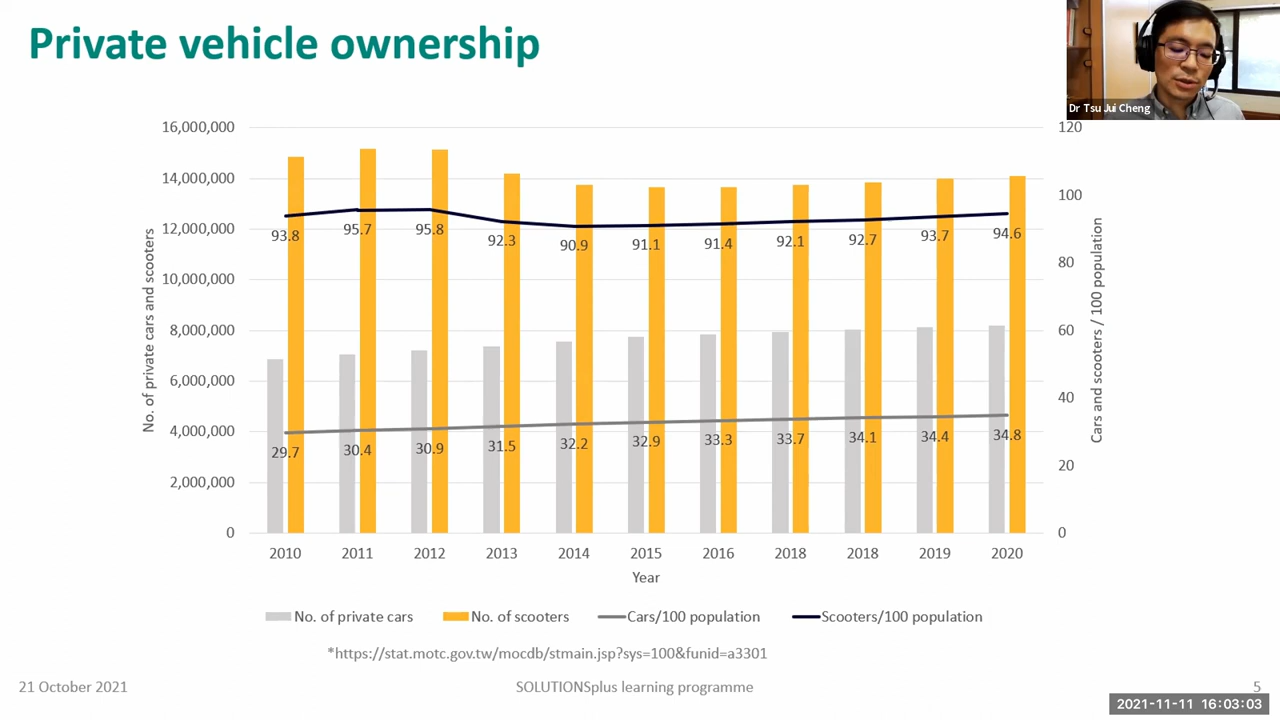 Private vehicle ownership
Dr Tsu Jui Cheng
16,000,000
14,000,000
12,000,000
10,000,000
8,000,000
6,000,000
4,000,000
2,000,000
0
No. of private cars and scooters
93.8 95.7 95.8 92.3 90.9 91.1 91.4 92.1 92.7 93.7 94.6
29.7 30.4 30.9 31.5 32.2 32.9 33.3 33.7 34.1 34.4 34.8
120
100
80
60
40
20
0
Cars and scooters / 100 population
2010 2011 2012 2013 2014 2015 2016 2018 2018 2019 2020
Year
No. of private cars No. of scooters Cars/100 population Scooters/100 population
*https://stat.motc.gov.tw/mocdb/stmain.jsp?sys=100&funid=a3301
21 October 2021 SOLUTIONSplus learning programme 5
2021-11-11 16:03:03